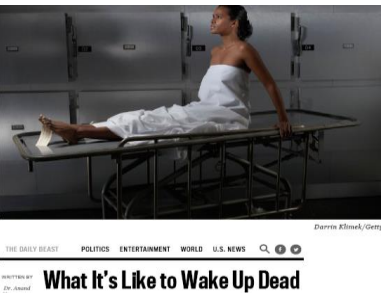 Darrin Klimek/Getty
THE DAILY BEAST POLITICS ENTERTAINMENT WORLD U.S. NEWS
WRITTEN BY
Dr. Anand
What It's Like to Wake Up Dead